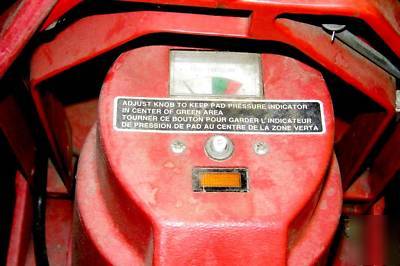 ADJUST KNOB TO KEEP PAD PRESSURE INDICATOR
IN CENTER OF GREEN AREA
TOURNER CE BOUTON POUR GARDER L'INDICATEUR
DE PRESSION DE PAD AU CENTRE DE LA ZONE VERTA